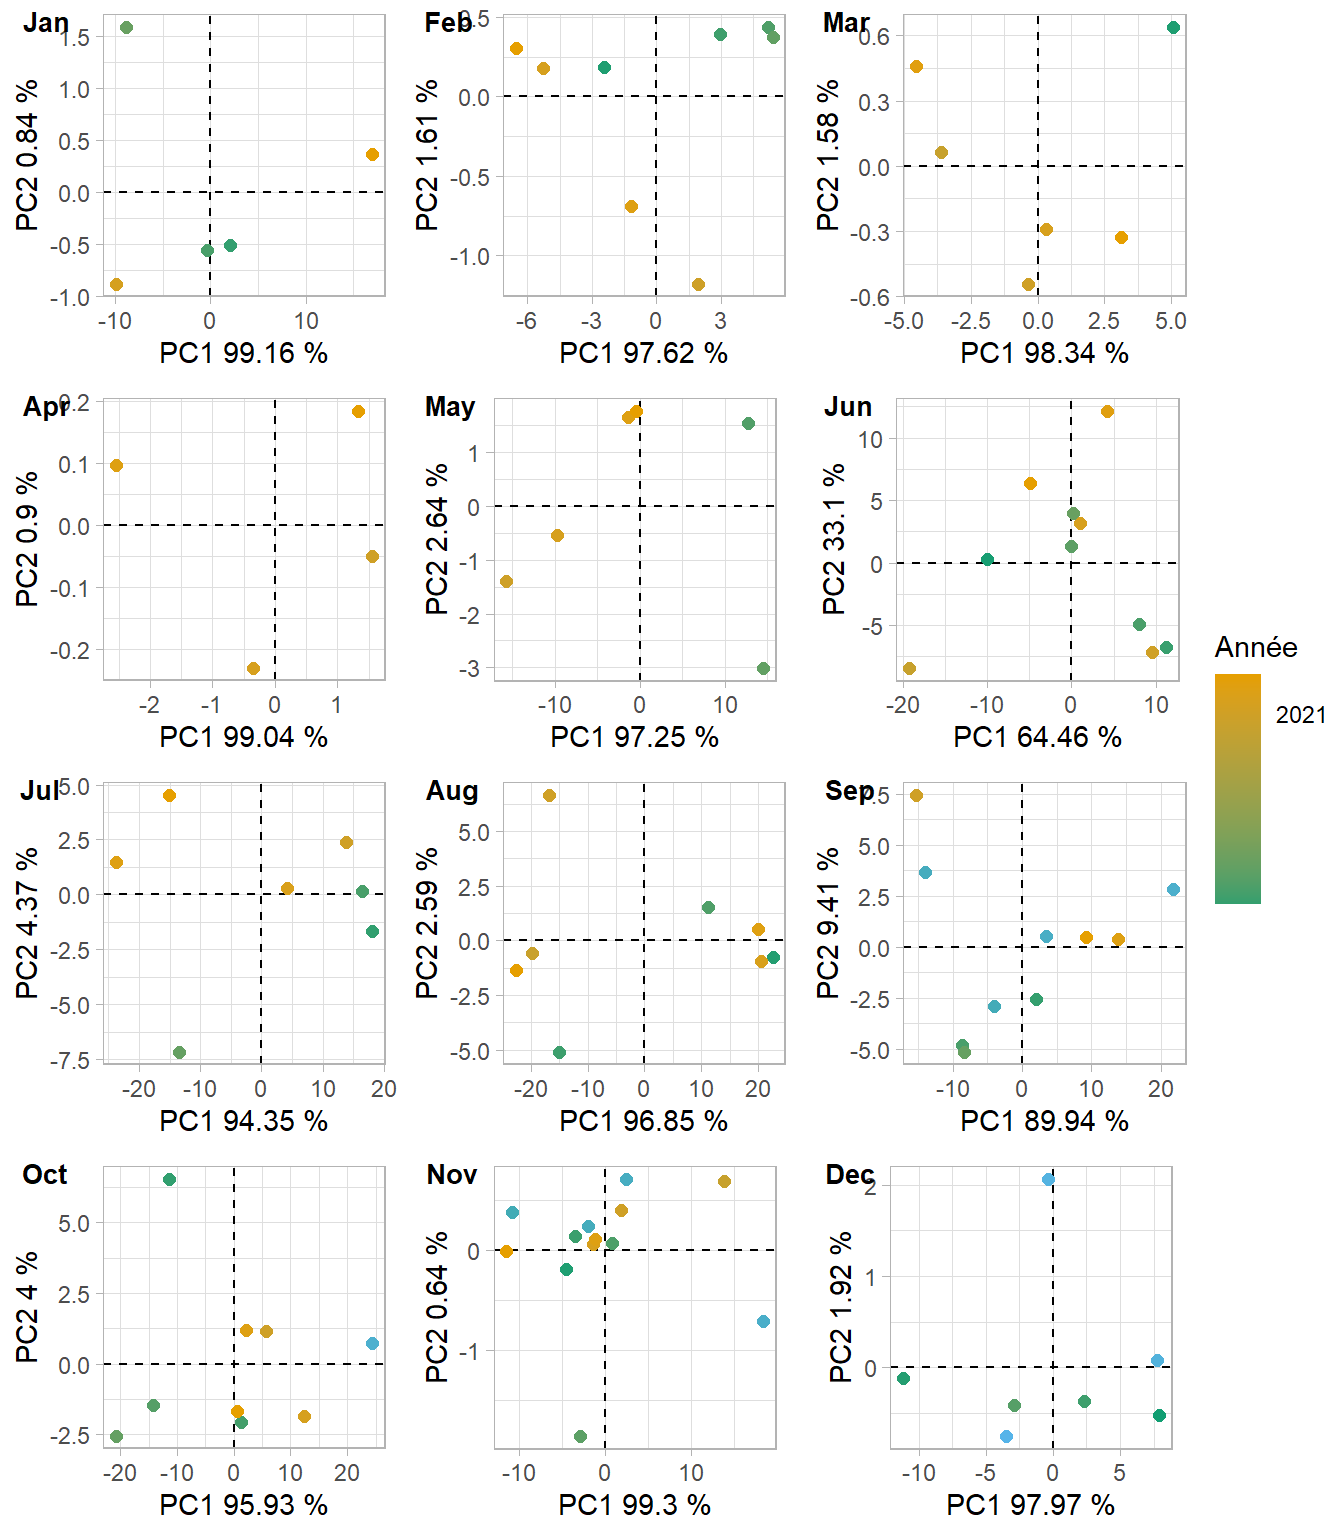 Jan
1.5
1.0
0.5
0.0
-0.5
-1.0
PC2 0.84 %
-10 0 10
PC1 99.16 %
Feb
0.5
0.0
-0.5
-1.0
PC2 1.61 %
-6 -3 0 3
PC1 97.62 %
Mar
0.6
0.3
0.0
-0.3
-0.6
PC2 1.58 %
-5.0 -2.5 0.0 2.5 5.0
PC1 98.34 %
Apr
0.2
0.1
0.0
-0.1
-0.2
PC2 0.9 %
-2 -1 0 1
PC1 99.04 %
May
1
0
-1
-2
-3
PC2 2.64 %
-10 0 10
PC1 97.25 %
Jun
10
5
0
-5
PC2 33.1 %
-20 -10 0 10
PC1 64.46 %
Année
2021
Jul
5.0
2.5
0.0
-2.5
-5.0
-7.5
PC2 4.37 %
-20 -10 0 10 20
PC1 94.35 %
Aug
5.0
2.5
0.0
-2.5
-5.0
PC2 2.59 %
-20 -10 0 10 20
PC1 96.85 %
Sep
7.5
5.0
2.5
0.0
-2.5
-5.0
PC2 9.41 %
-10 0 10 20
PC1 89.94 %
Oct
5.0
2.5
0.0
-2.5
PC2 4 %
-20 -10 0 10 20
PC1 95.93 %
Nov
0
-1
PC2 0.64 %
-10 0 10
PC1 99.3 %
Dec
2
1
0
PC2 1.92 %
-10 -5 0 5
PC1 97.97 %